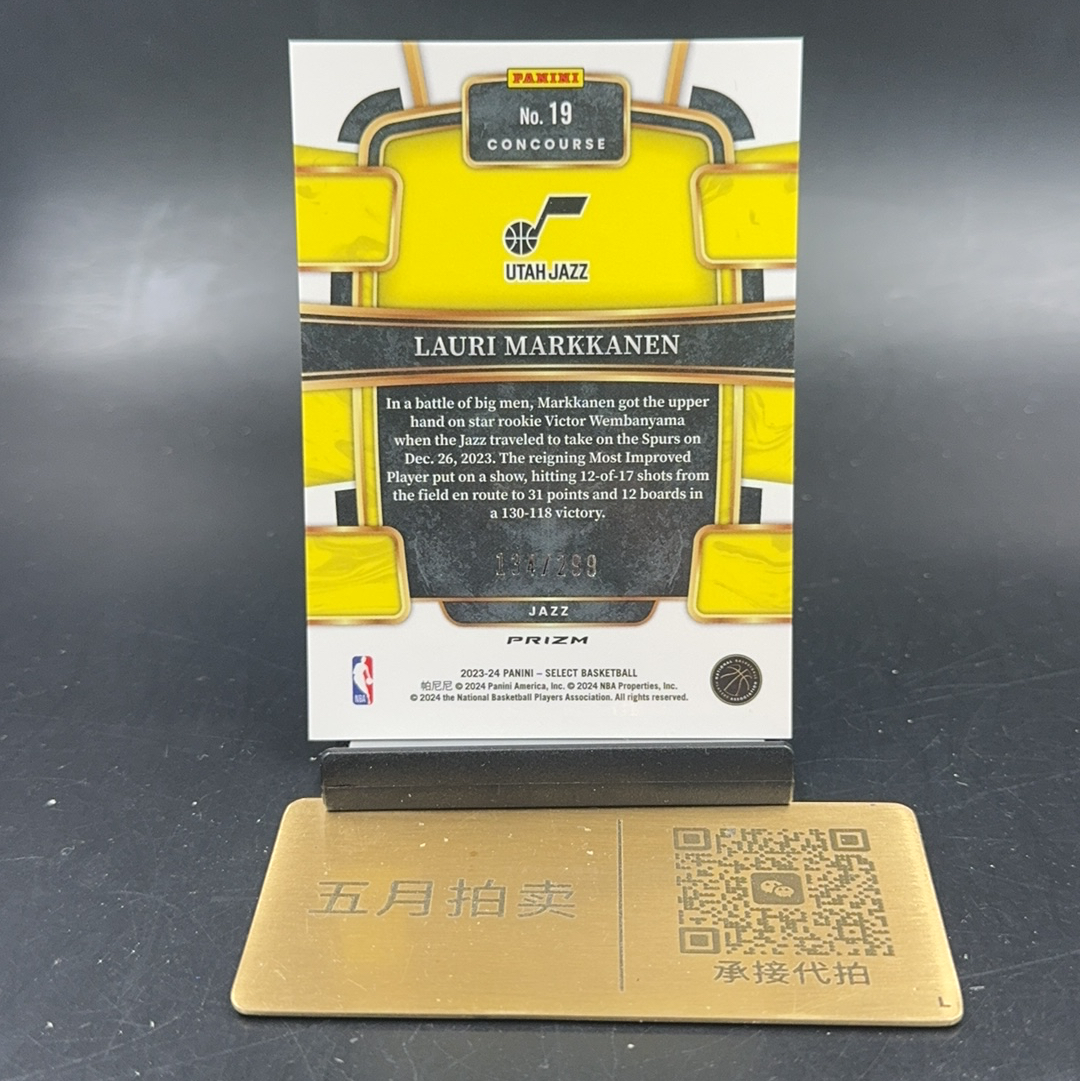 PANINI
No. 19
CONCOURSE
UTAH JAZZ
LAURI MARKKANEN
In a battle of big men, Markkanen got the upper
hand on star rookie Victor Wembanyama
when the Jazz traveled to take on the Spurs on
Dec. 26, 2023. The reigning Most Improved
Player put on a show, hitting 12-of-17 shots from
the field en route to 31 points and 12 boards in
a 130-118 victory.
JAZZ
PRIZM
2023-24 PANINI – SELECT BASKETBALL
帕尼尼 © 2024 Panini America, Inc. © 2024 NBA Properties, Inc.
© 2024 the National Basketball Players Association. All rights reserved.
NBA
五月拍卖
承接代拍
L